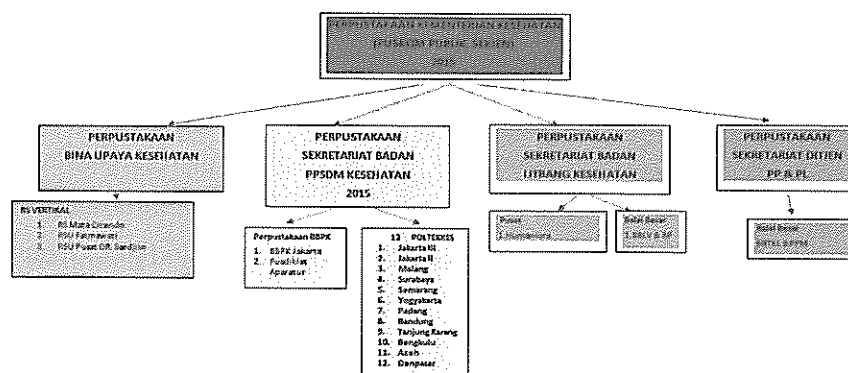 PERPUSTAKAAN KEMENTERIAN KESEHATAN
(PUSKOM PUBLIK SEKJEN)
2015
PERPUSTAKAAN
BINA UPAYA KESEHATAN
PERPUSTAKAAN
SEKRETARIAT BADAN
PPSDM KESEHATAN
2015
PERPUSTAKAAN
SEKRETARIAT BADAN
LITBANG KESEHATAN
PERPUSTAKAAN
SEKRETARIAT DITJEN
PP & PL
RS VERTIKAL
1. RS Mata Cicendo
2. RSU Fatmawati
3. RSU Pusat DR. Sardjito
Perpustakaan BBPK
1. BBPK Jakarta
2. Pusdiklat
Aparatur
12 POLTEKKES
1. Jakarta III
2. Jakarta II
3. Malang
4. Surabaya
5. Semarang
6. Yogyakarta
7. Padang
8. Bandung
9. Tanjung Karang
10. Bengkulu
11. Aceh
12. Denpasar
Pusat
1.
Balai Besar
Balai Besar